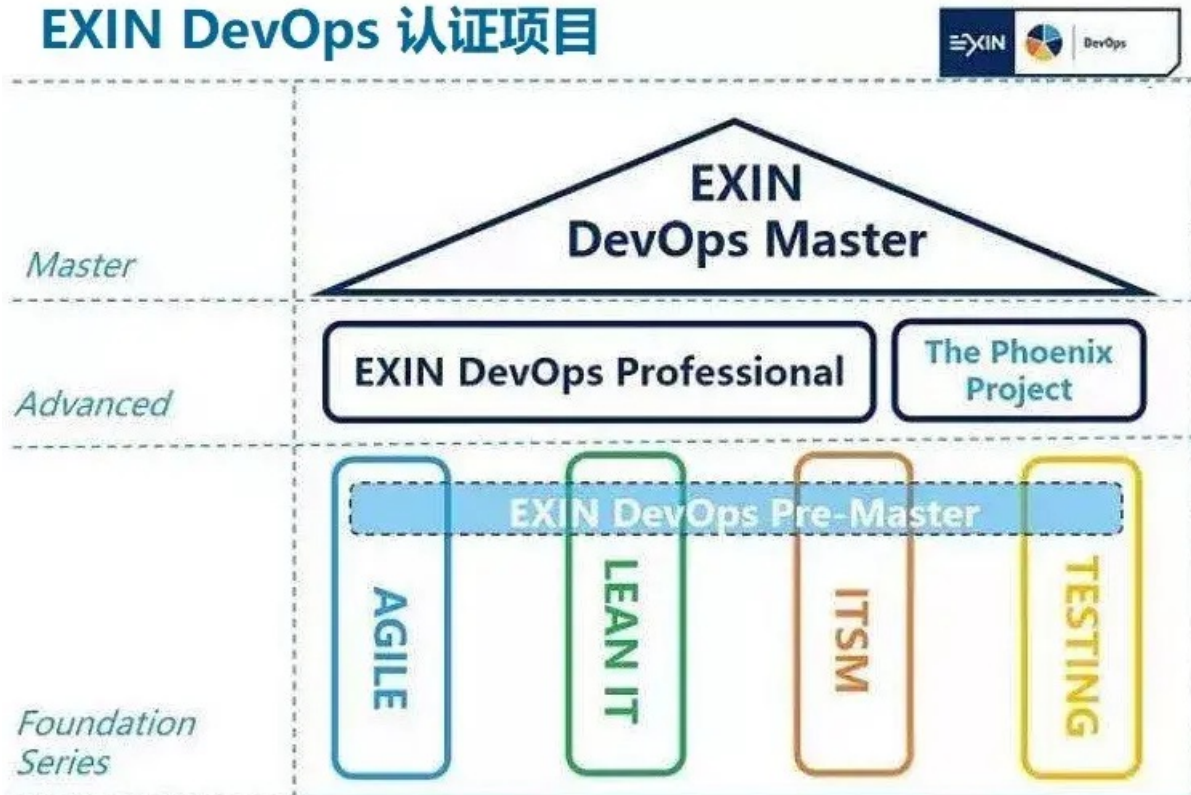 EXIN DevOps 认证项目
EXIN
DevOps
EXIN
DevOps Master
Master
EXIN DevOps Professional
The Phoenix
Project
Advanced
EXIN DevOps Pre-Master
AGILE
LEAN IT
ITSM
TESTING
Foundation
Series